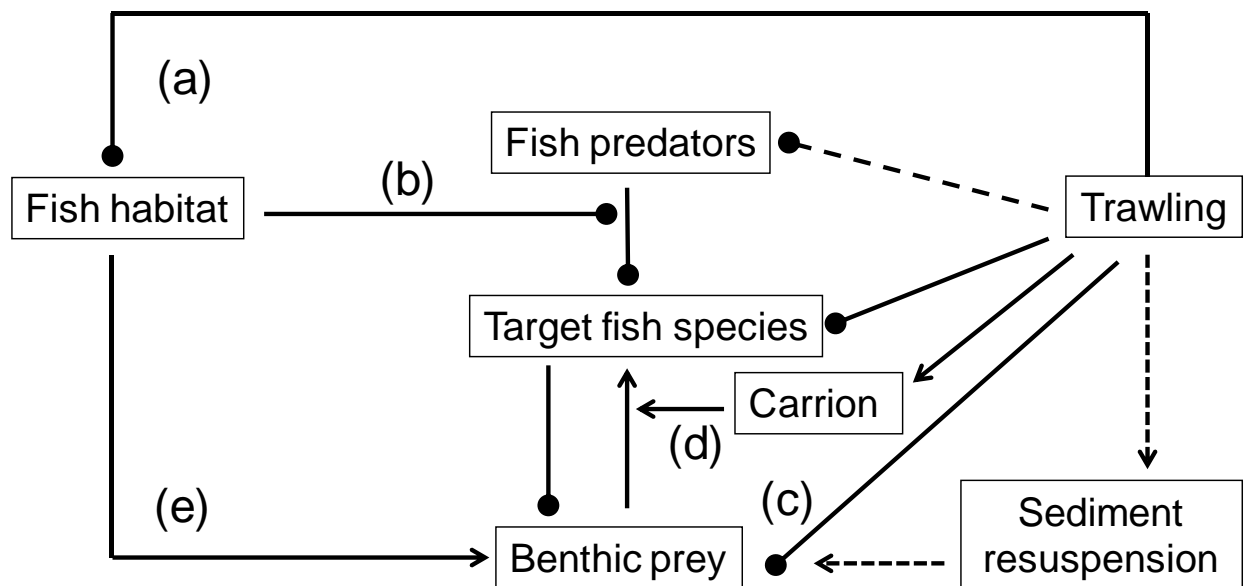 (a)
Fish predators
(b)
Fish habitat
Trawling
Target fish species
Carrion
(d)
(c)
(e)
Benthic prey
Sediment
resuspension